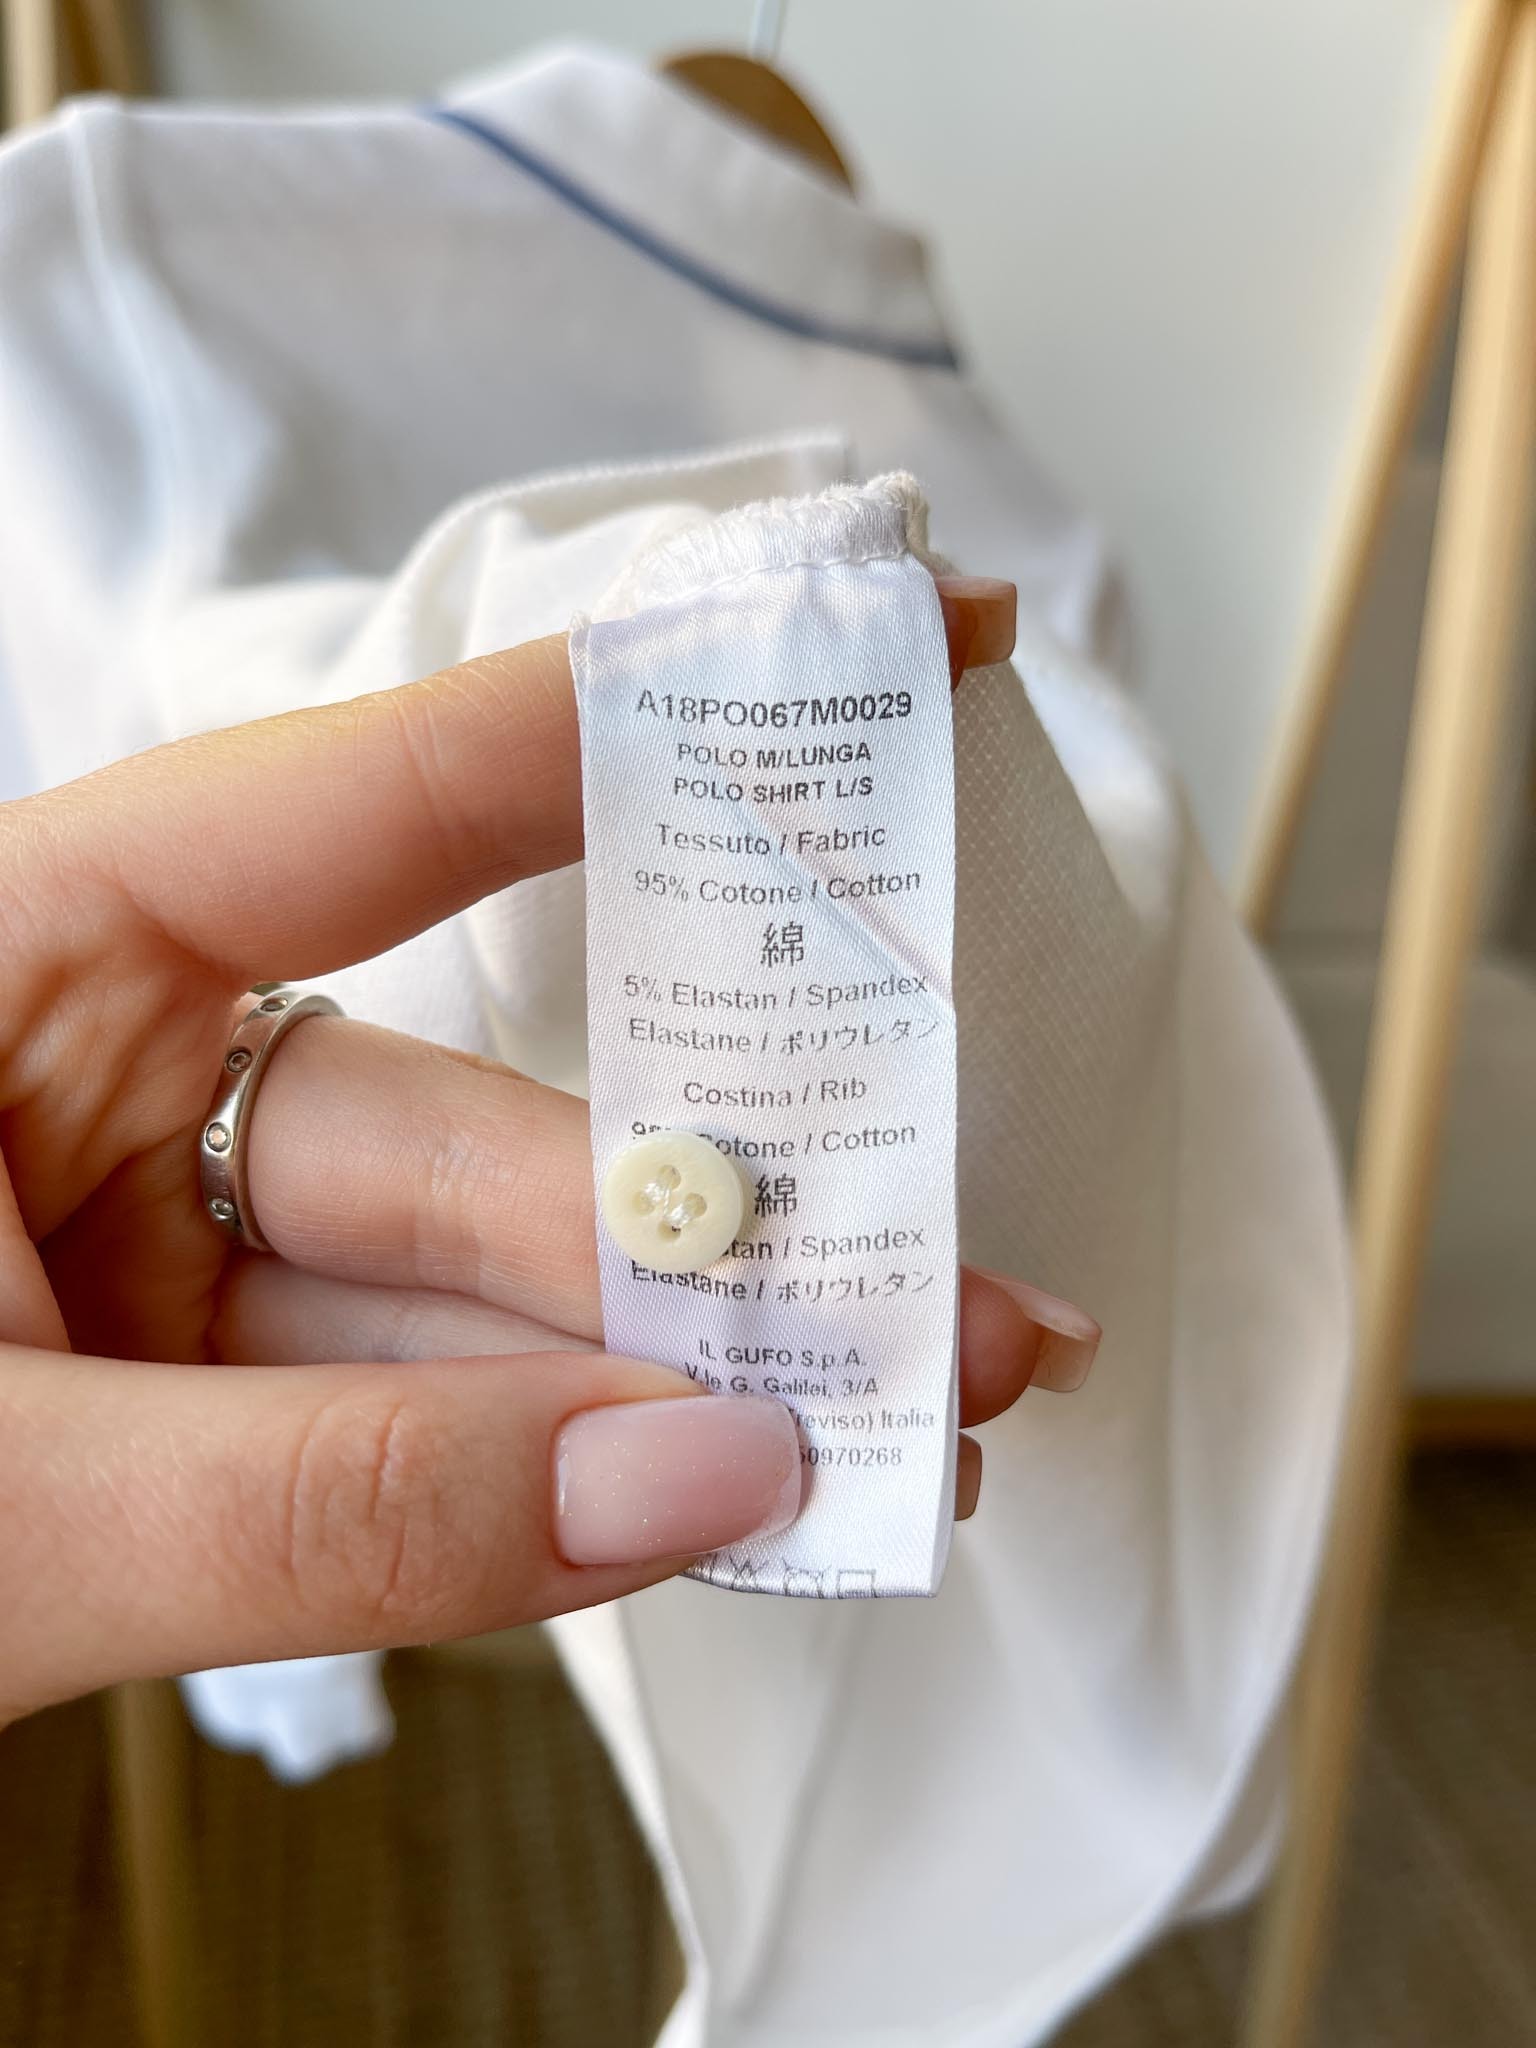 A18PO067M0029
POLO M/LUNGA
POLO SHIRT L/S
Tessuto / Fabric
95% Cotone / Cotton
綿
5% Elastan / Spandex
Elastane / ポリウレタン
Costina / Rib
Cotone / Cotton
綿
/ Spandex
Elastane / ポリウレタン
IL GUFO S.p.A.
V.le G. Galilei, 3/A
Italia